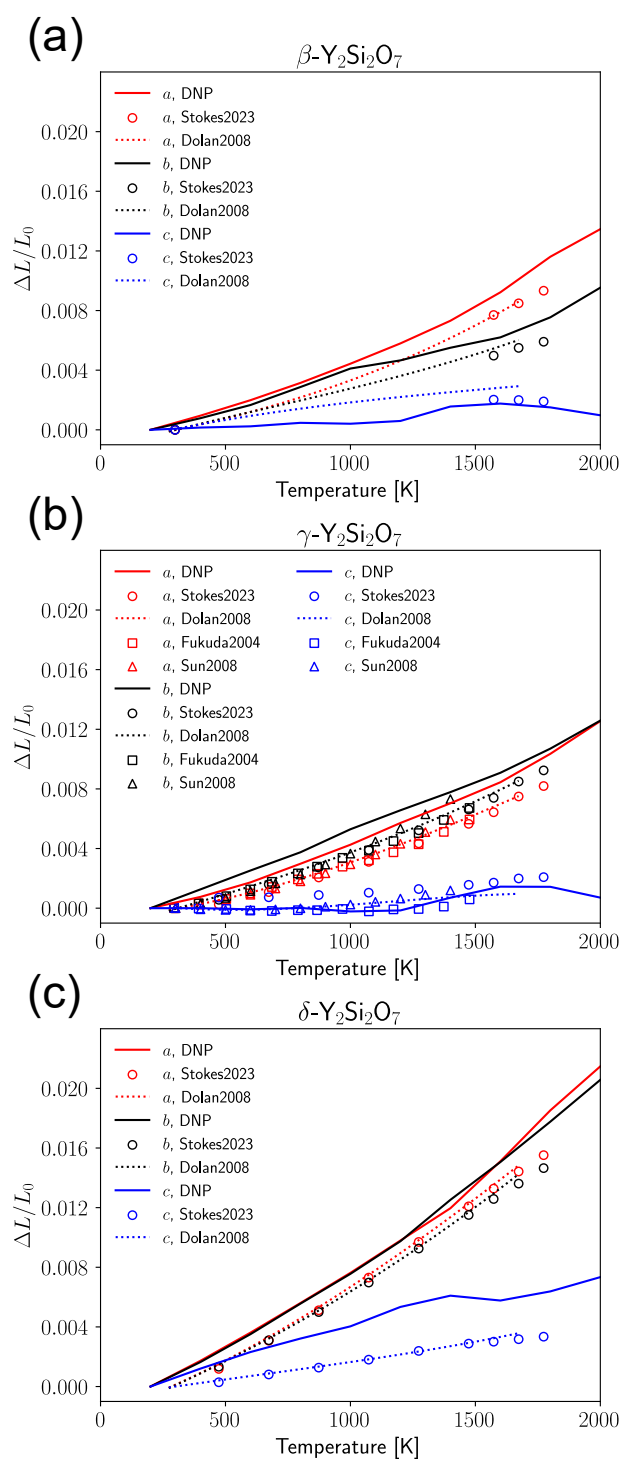 (a)
β-Y₂Si₂O₇
a, DNP
a, Stokes2023
a, Dolan2008
b, DNP
b, Stokes2023
b, Dolan2008
c, DNP
c, Stokes2023
c, Dolan2008
0.020
0.016
0.012
0.008
0.004
0.000
ΔL/L₀
0 500 1000 1500 2000
Temperature [K]
(b)
γ-Y₂Si₂O₇
a, DNP
a, Stokes2023
a, Dolan2008
a, Fukuda2004
a, Sun2008
b, DNP
b, Stokes2023
b, Dolan2008
b, Fukuda2004
b, Sun2008
c, DNP
c, Stokes2023
c, Dolan2008
c, Fukuda2004
c, Sun2008
0.020
0.016
0.012
0.008
0.004
0.000
ΔL/L₀
0 500 1000 1500 2000
Temperature [K]
(c)
δ-Y₂Si₂O₇
a, DNP
a, Stokes2023
a, Dolan2008
b, DNP
b, Stokes2023
b, Dolan2008
c, DNP
c, Stokes2023
c, Dolan2008
0.020
0.016
0.012
0.008
0.004
0.000
ΔL/L₀
0 500 1000 1500 2000
Temperature [K]